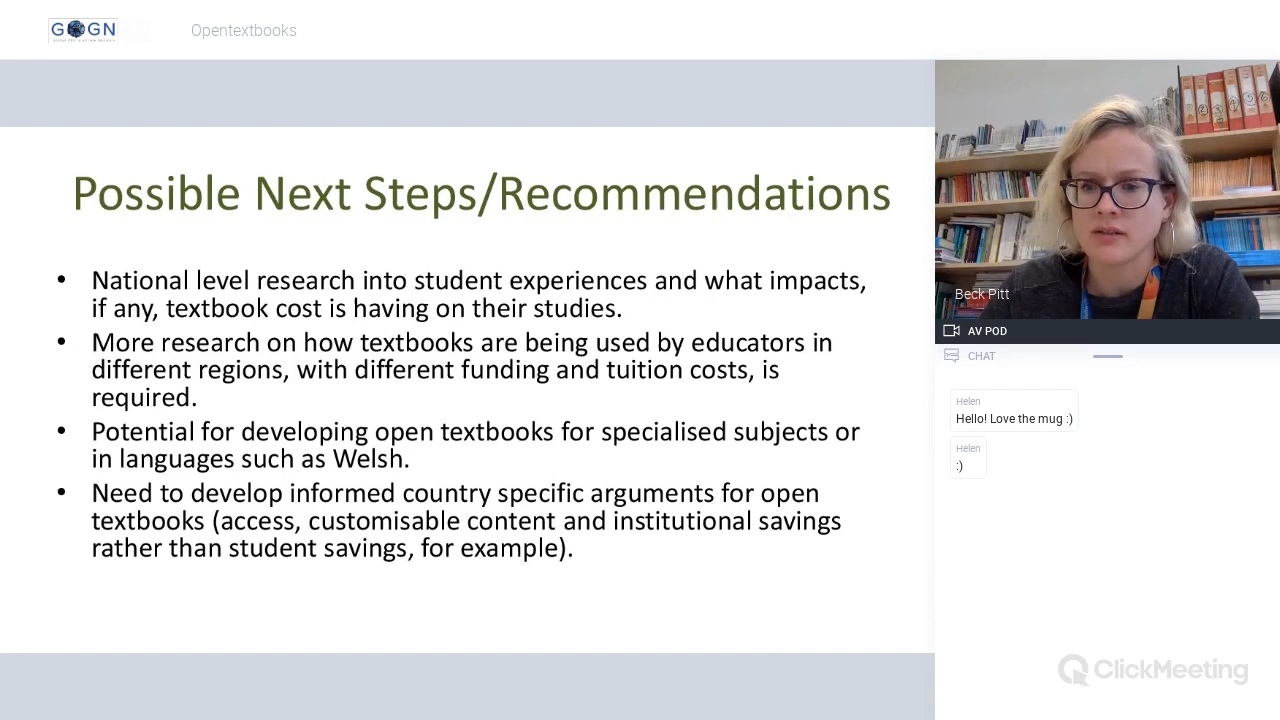 GOGN
Opentextbooks
Possible Next Steps/Recommendations
• National level research into student experiences and what impacts,
if any, textbook cost is having on their studies.
• More research on how textbooks are being used by educators in
different regions, with different funding and tuition costs, is
required.
• Potential for developing open textbooks for specialised subjects or
in languages such as Welsh.
• Need to develop informed country specific arguments for open
textbooks (access, customisable content and institutional savings
rather than student savings, for example).
Beck Pitt
AV POD
CHAT
Helen
Hello! Love the mug :)
Helen
:)
ClickMeeting